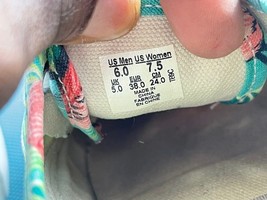 US Men US Women
6.0 7.5
UK EUR CM
5.0 38.0 24.0
MADE IN
CHINA
FABRIQUE
EN CHINE